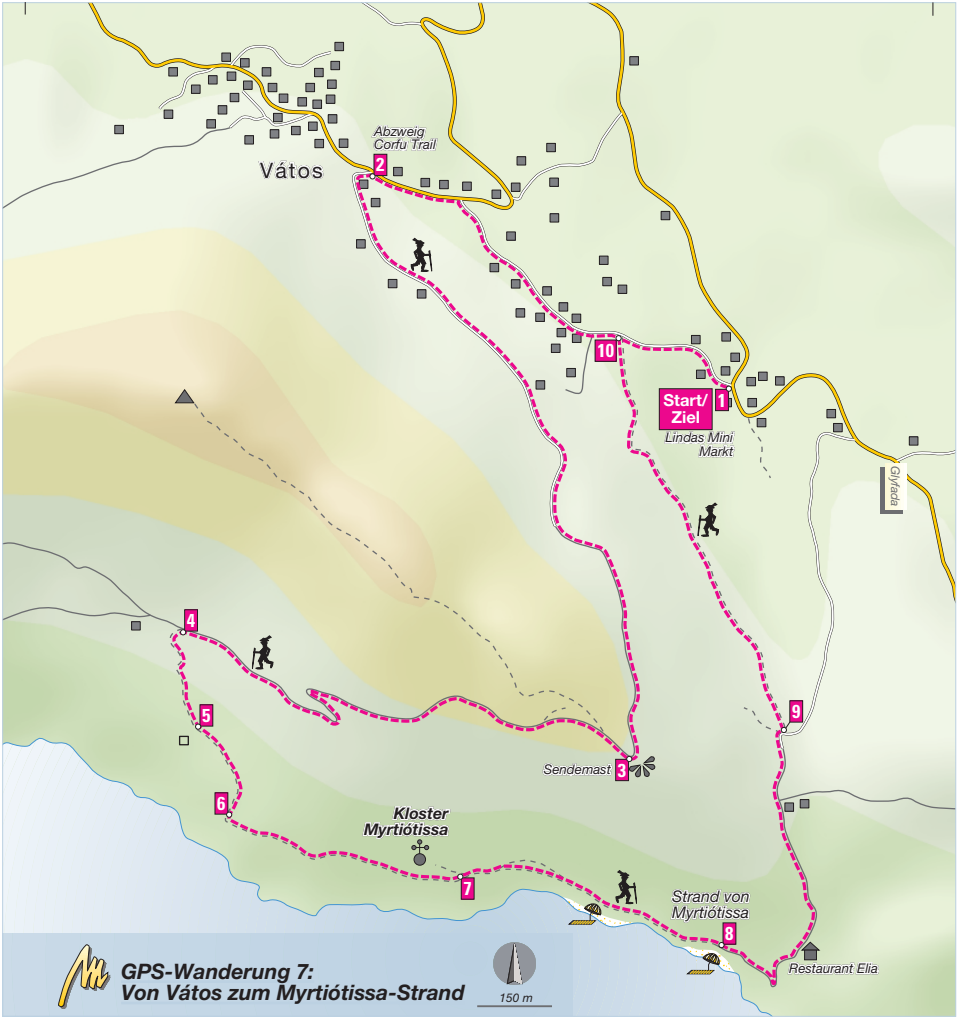 Abzweig
Corfu Trail
2
Vátos
10
Start/
Ziel
1
Lindas Mini
Markt
Glyfada
4
5
9
Sendemast
3
6
Kloster
Myrtiótissa
7
Strand von
Myrtiótissa
8
Restaurant Elia
GPS-Wanderung 7:
Von Vátos zum Myrtiótissa-Strand
150 m